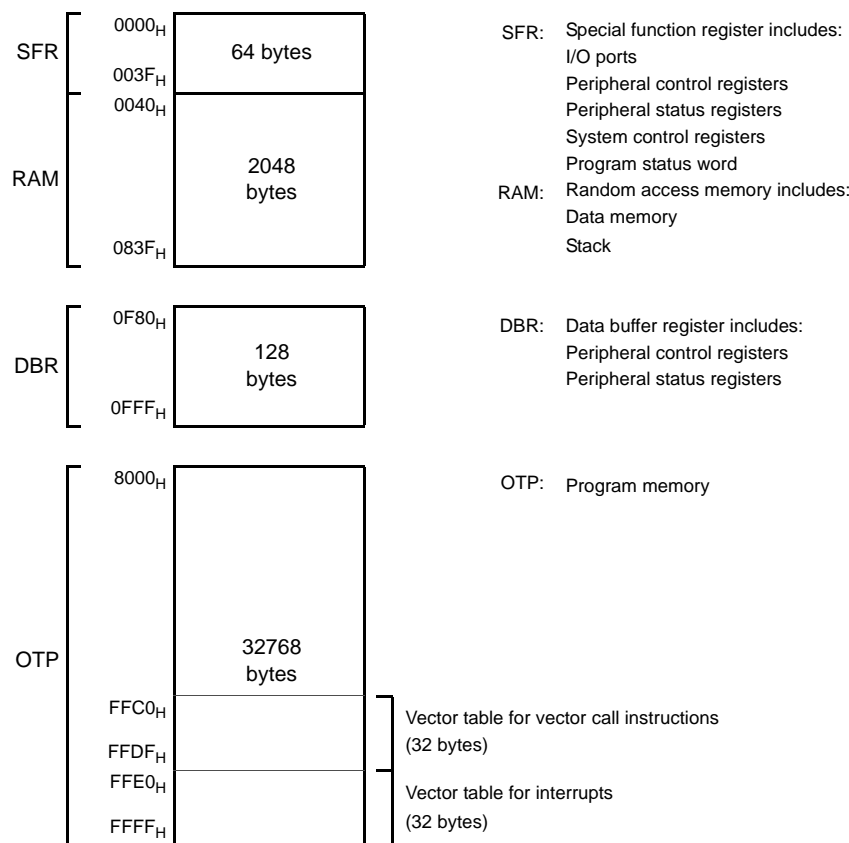 SFR
0000H
003FH
64 bytes
RAM
0040H
083FH
2048
bytes
SFR: Special function register includes:
I/O ports
Peripheral control registers
Peripheral status registers
System control registers
Program status word
RAM: Random access memory includes:
Data memory
Stack
DBR
0F80H
0FFFH
128
bytes
DBR: Data buffer register includes:
Peripheral control registers
Peripheral status registers
OTP
8000H
32768
bytes
OTP: Program memory
FFC0H
FFDFH
Vector table for vector call instructions
(32 bytes)
FFE0H
FFFFH
Vector table for interrupts
(32 bytes)